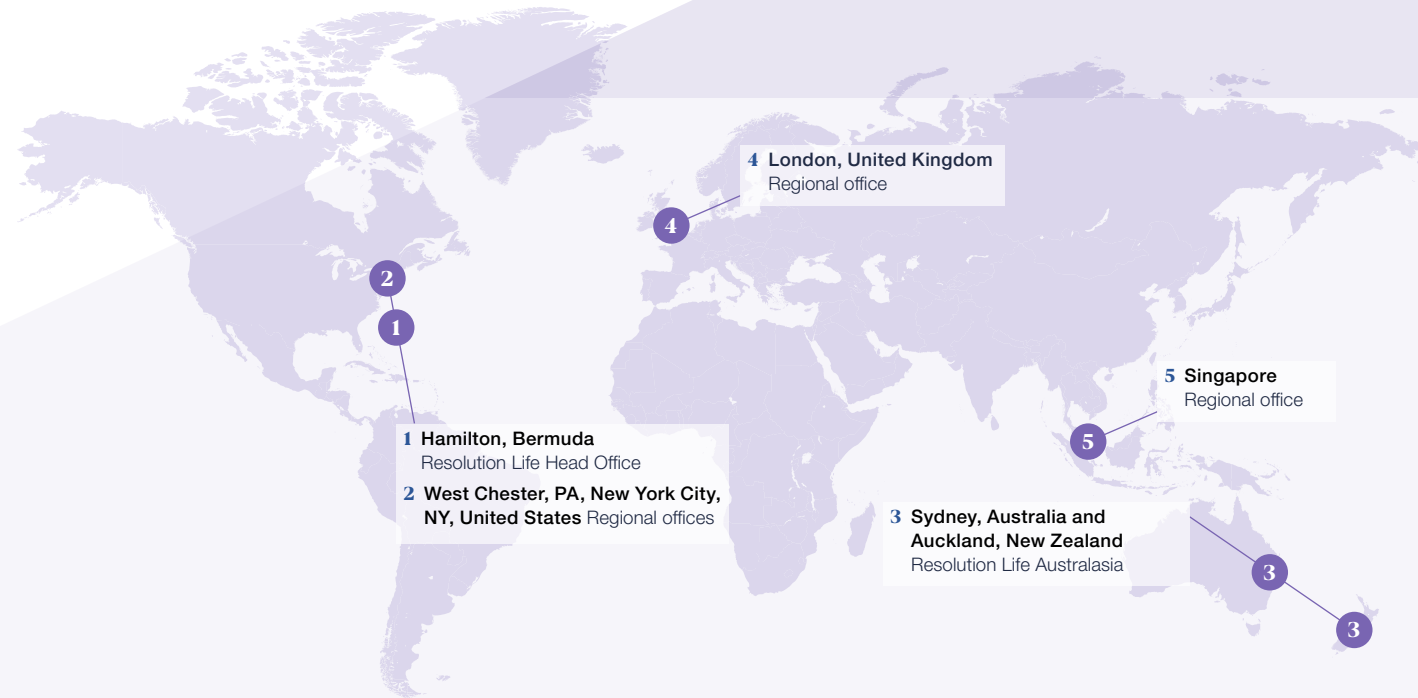 4 London, United Kingdom
Regional office
4
2
1
5 Singapore
Regional office
5
1 Hamilton, Bermuda
Resolution Life Head Office
2 West Chester, PA, New York City,
NY, United States Regional offices
3 Sydney, Australia and
Auckland, New Zealand
Resolution Life Australasia
3
3